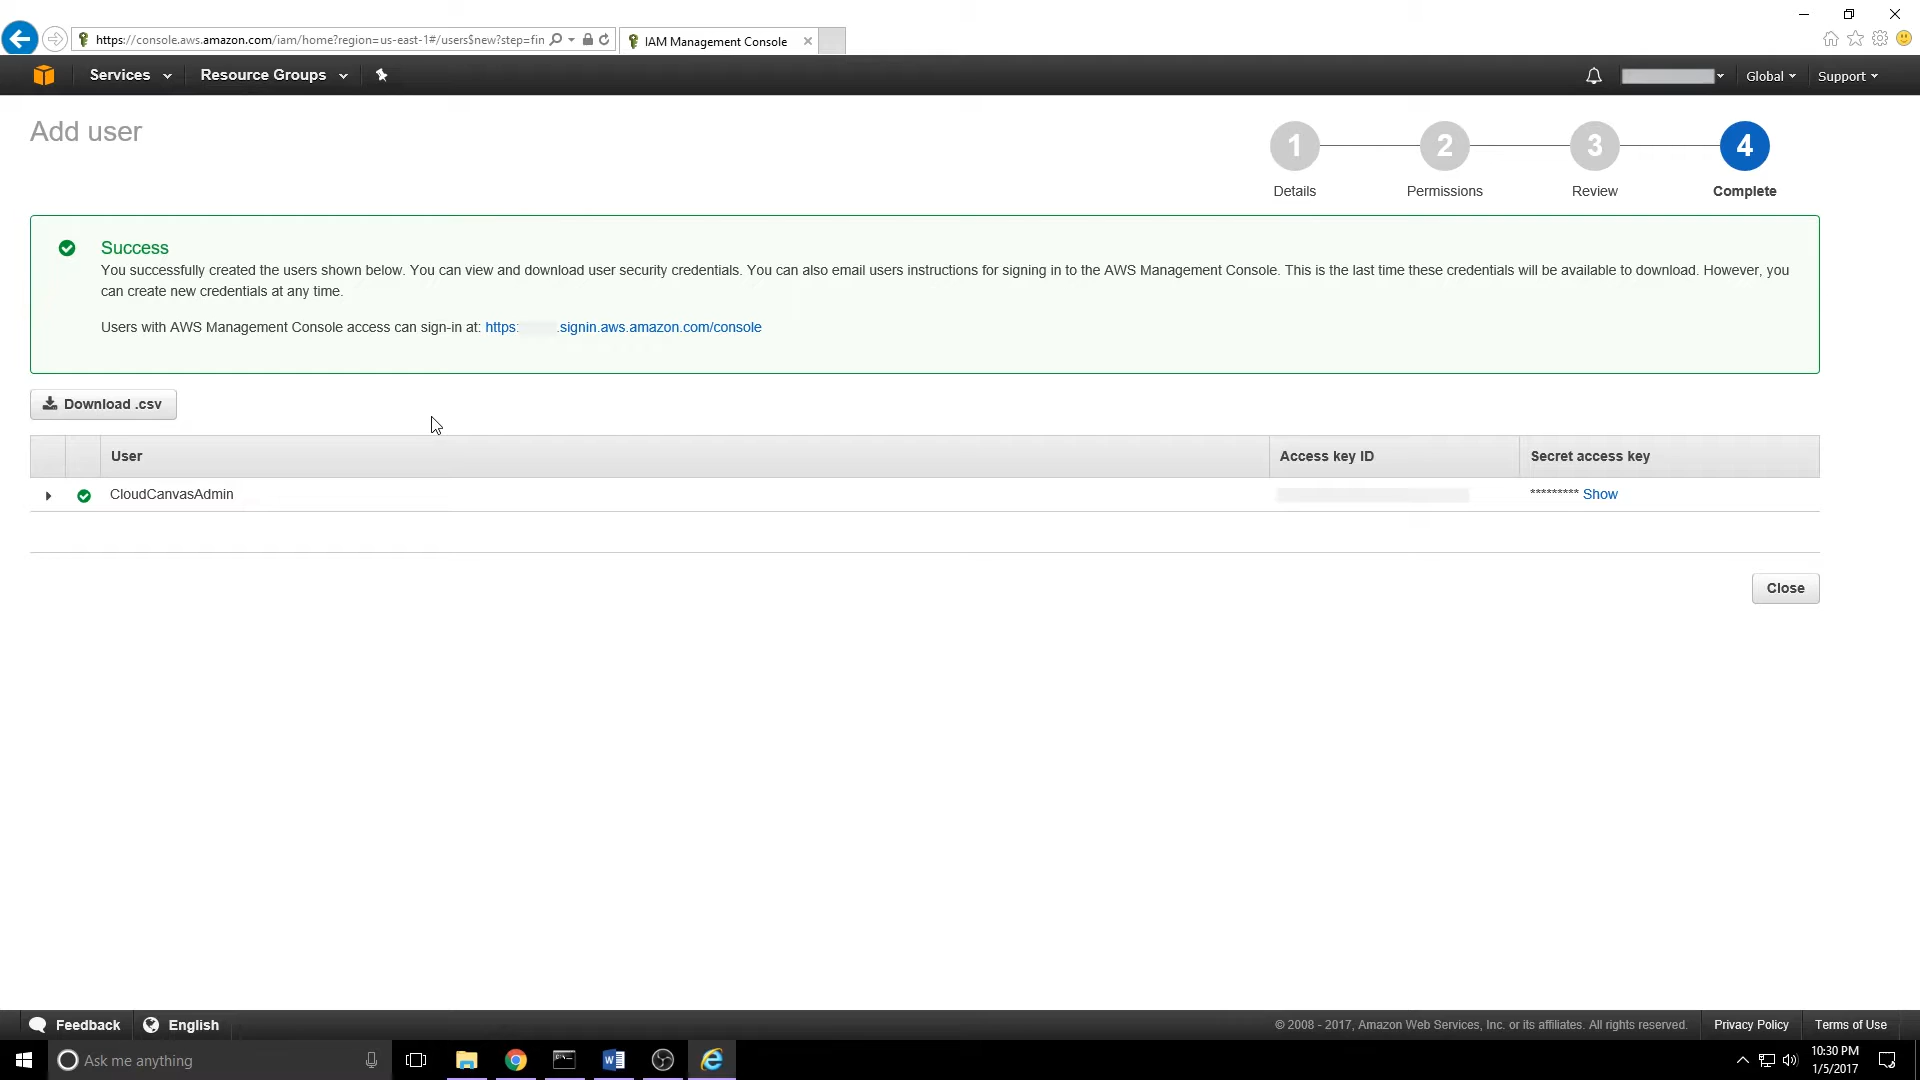 https://console.aws.amazon.com/iam/home?region=us-east-1#/users$new?step=fin
IAM Management Console
Services
Resource Groups
Global
Support
Add user
1
2
3
4
Details
Permissions
Review
Complete
Success
You successfully created the users shown below. You can view and download user security credentials. You can also email users instructions for signing in to the AWS Management Console. This is the last time these credentials will be available to download. However, you
can create new credentials at any time.
Users with AWS Management Console access can sign-in at: https: .signin.aws.amazon.com/console
Download .csv
User
Access key ID
Secret access key
CloudCanvasAdmin
********* Show
Close
Feedback
English
© 2008 - 2017, Amazon Web Services, Inc. or its affiliates. All rights reserved.
Privacy Policy
Terms of Use
Ask me anything
10:30 PM
1/5/2017